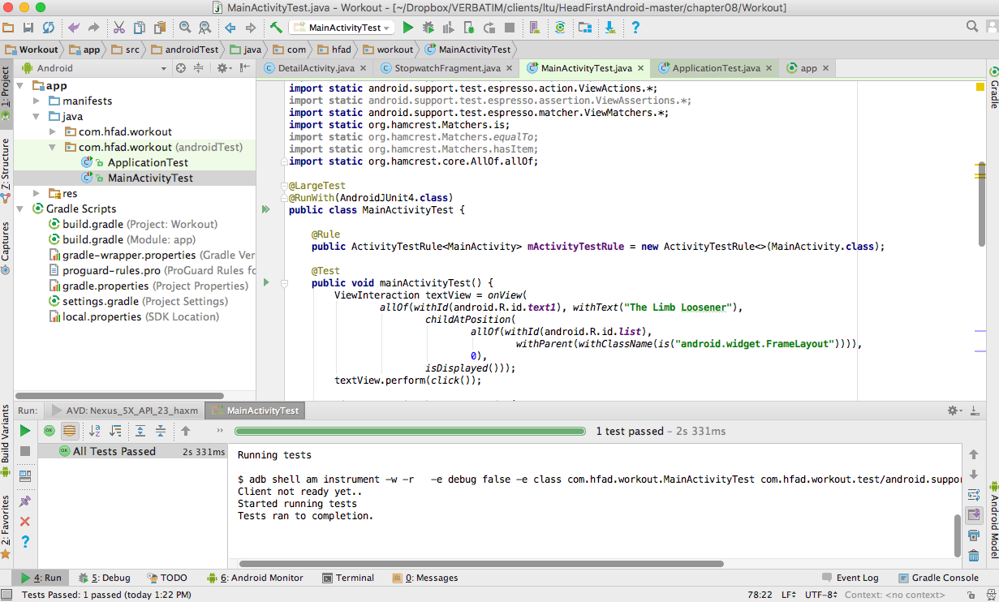 MainActivityTest.java - Workout - [~/Dropbox/VERBATIM/clients/ltu/HeadFirstAndroid-master/chapter08/Workout]
MainActivityTest
Workout app src androidTest java com hfad workout MainActivityTest
Android
DetailActivity.java StopwatchFragment.java MainActivityTest.java ApplicationTest.java app
1: Project
Z: Structure
Captures
Build Variants
2: Favorites
Gradle
Android Model
app
manifests
java
com.hfad.workout
com.hfad.workout (androidTest)
ApplicationTest
MainActivityTest
res
Gradle Scripts
build.gradle (Project: Workout)
build.gradle (Module: app)
gradle-wrapper.properties (Gradle Ver
proguard-rules.pro (ProGuard Rules fo
gradle.properties (Project Properties)
settings.gradle (Project Settings)
local.properties (SDK Location)
import static android.support.test.espresso.action.ViewActions.*;
import static android.support.test.espresso.assertion.ViewAssertions.*;
import static android.support.test.espresso.matcher.ViewMatchers.*;
import static org.hamcrest.Matchers.is;
import static org.hamcrest.Matchers.equalTo;
import static org.hamcrest.Matchers.hasItem;
import static org.hamcrest.core.AllOf.allOf;
@LargeTest
@RunWith(AndroidJUnit4.class)
public class MainActivityTest {
@Rule
public ActivityTestRule<MainActivity> mActivityTestRule = new ActivityTestRule<>(MainActivity.class);
@Test
public void mainActivityTest() {
ViewInteraction textView = onView(
allOf(withId(android.R.id.text1), withText("The Limb Loosener"),
childAtPosition(
allOf(withId(android.R.id.list),
withParent(withClassName(is("android.widget.FrameLayout")))),
0),
isDisplayed()));
textView.perform(click());
Run: AVD: Nexus_5X_API_23_haxm MainActivityTest
1 test passed – 2s 331ms
All Tests Passed 2s 331ms
Running tests
$ adb shell am instrument -w -r -e debug false -e class com.hfad.workout.MainActivityTest com.hfad.workout.test/android.suppor
Client not ready yet..
Started running tests
Tests ran to completion.
4: Run 5: Debug TODO 6: Android Monitor Terminal 0: Messages Event Log Gradle Console
Tests Passed: 1 passed (today 1:22 PM) 78:22 LF UTF-8 Context: <no context>